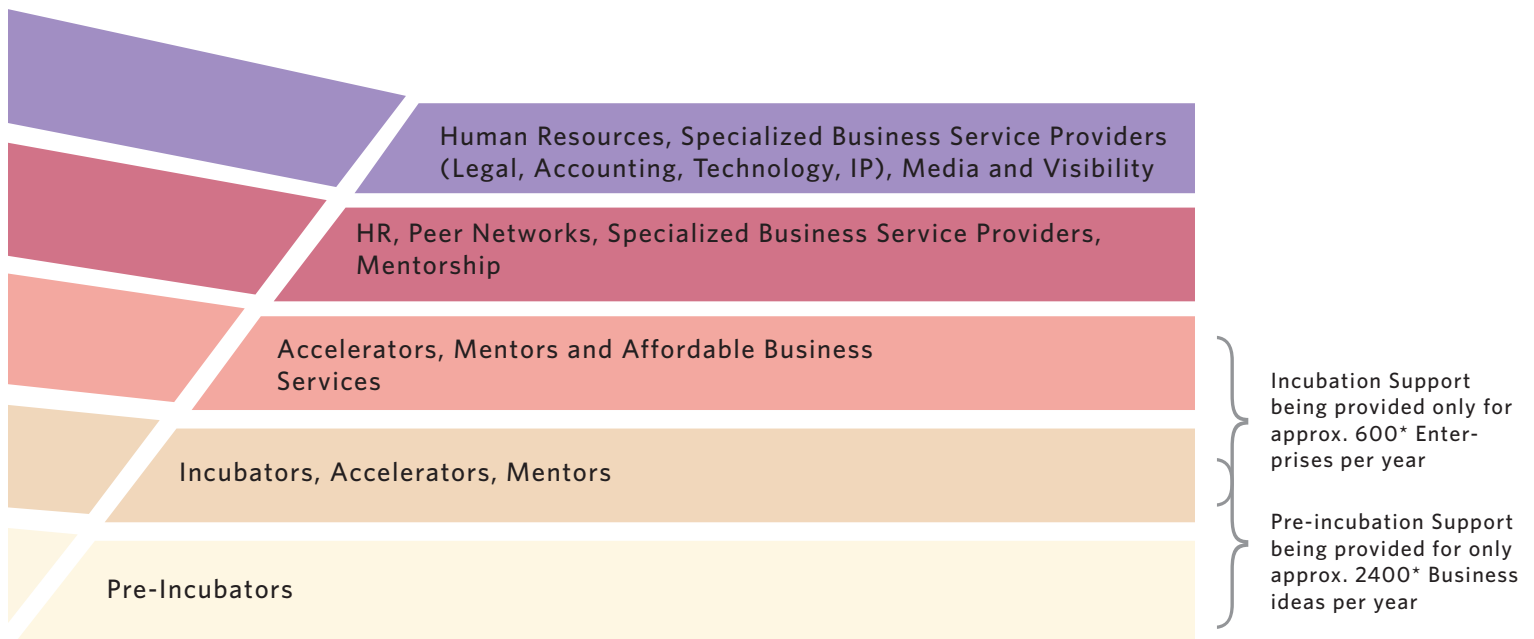 Human Resources, Specialized Business Service Providers
(Legal, Accounting, Technology, IP), Media and Visibility
HR, Peer Networks, Specialized Business Service Providers,
Mentorship
Accelerators, Mentors and Affordable Business
Services
Incubators, Accelerators, Mentors
Pre-Incubators
Incubation Support
being provided only for
approx. 600* Enter-
prises per year
Pre-incubation Support
being provided for only
approx. 2400* Business
ideas per year